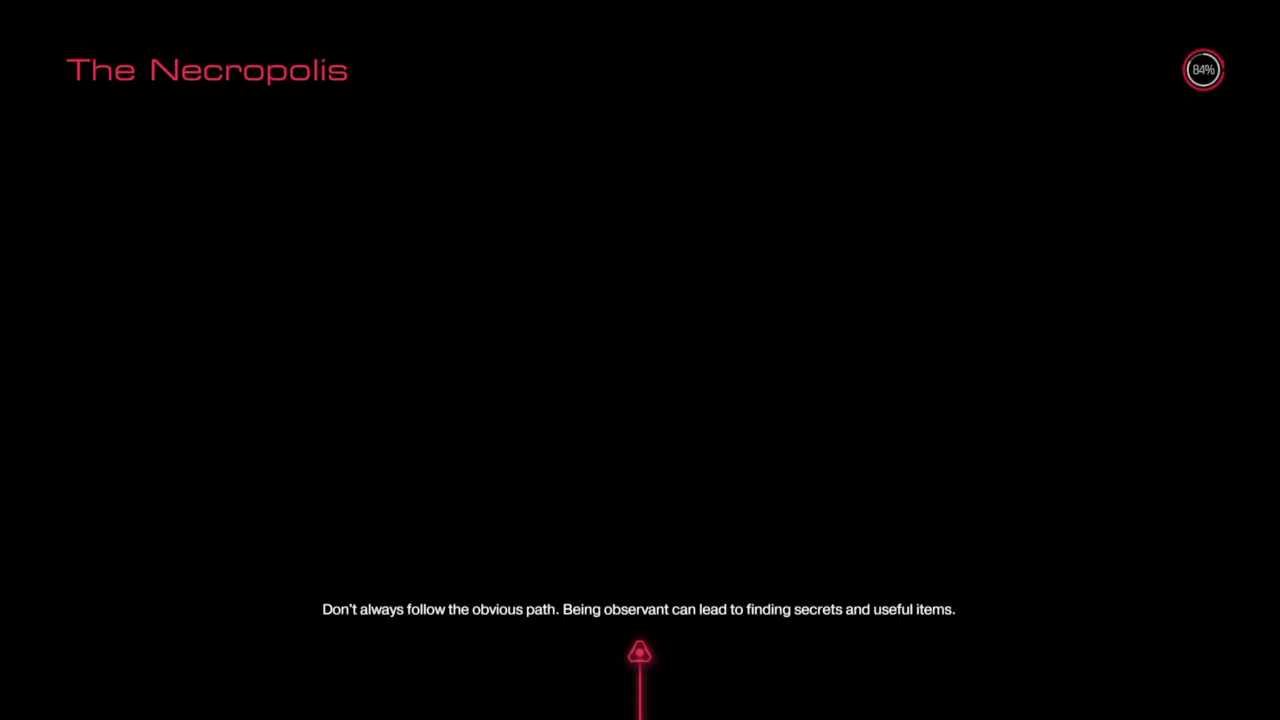 The Necropolis
84%
Don't always follow the obvious path. Being observant can lead to finding secrets and useful items.